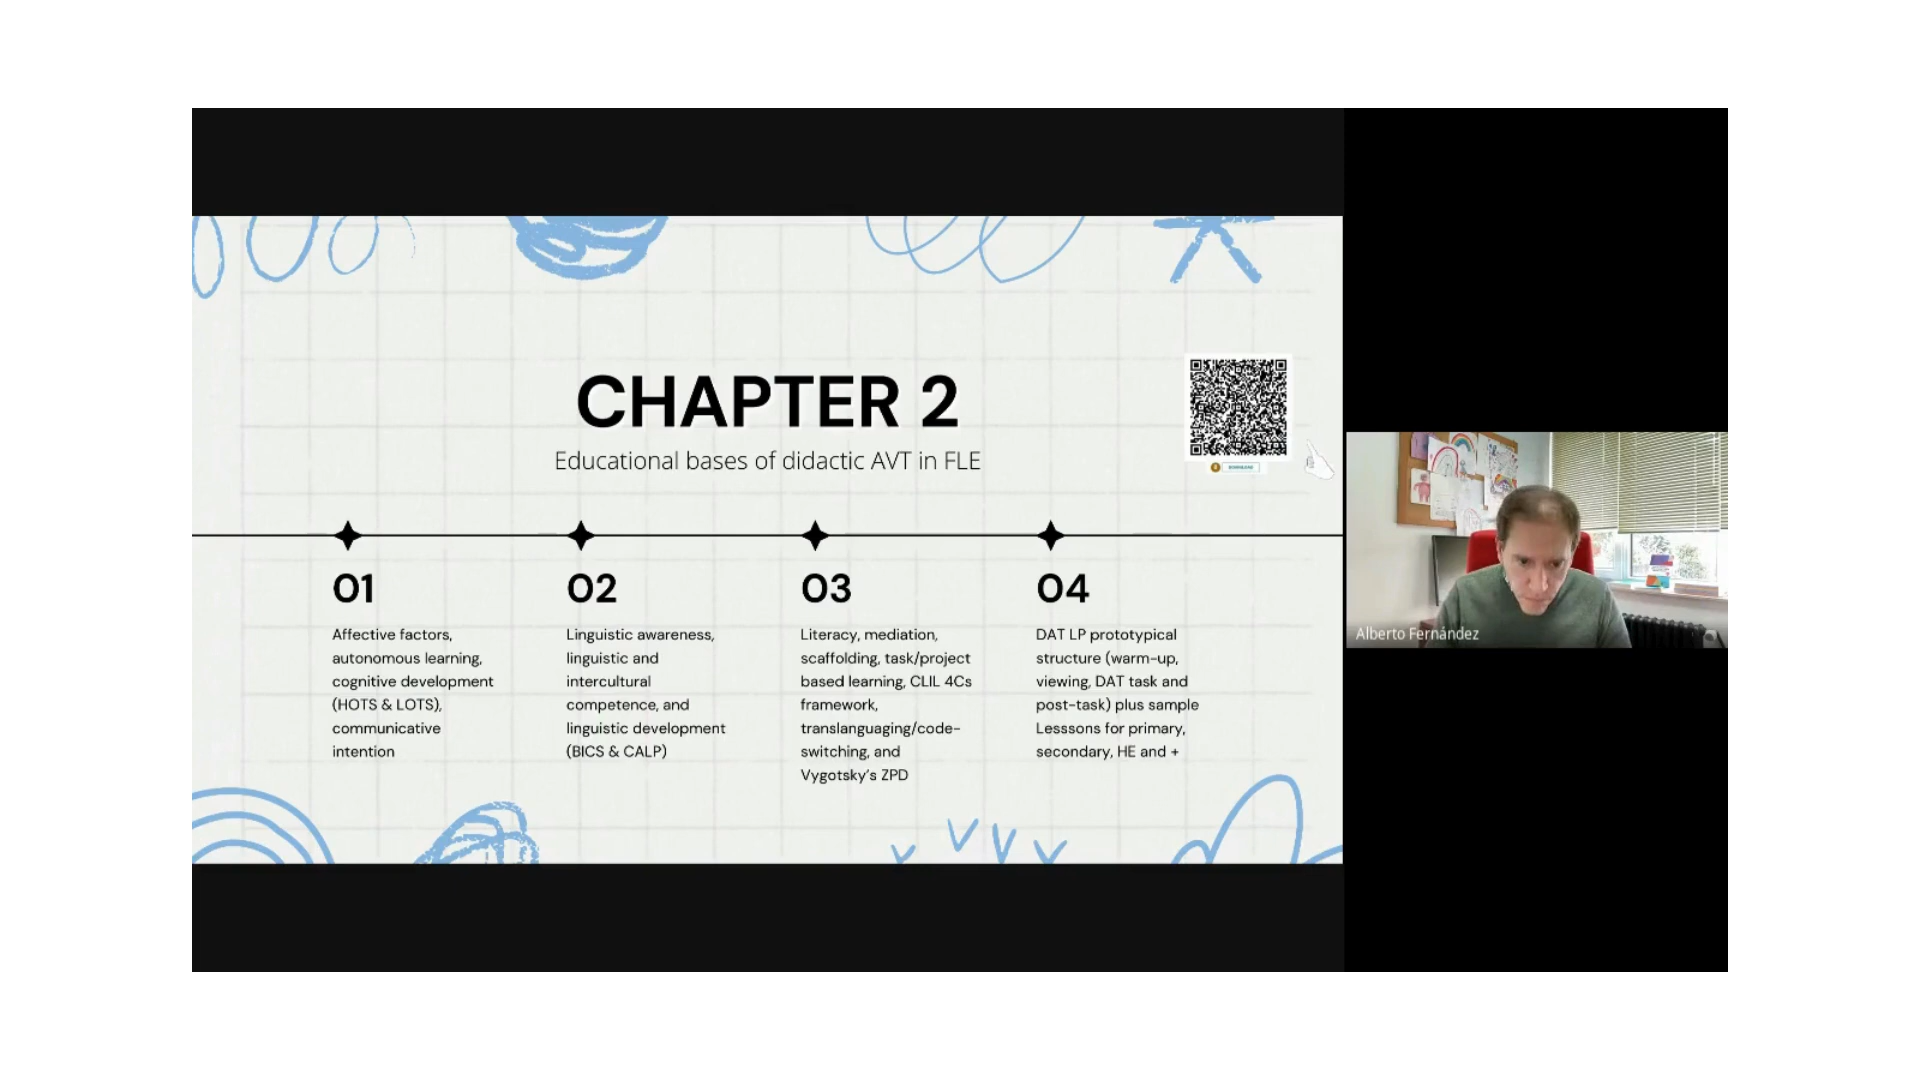 CHAPTER 2
Educational bases of didactic AVT in FLE
01
Affective factors,
autonomous learning,
cognitive development
(HOTS & LOTS),
communicative
intention
02
Linguistic awareness,
linguistic and
intercultural
competence, and
linguistic development
(BICS & CALP)
03
Literacy, mediation,
scaffolding, task/project
based learning, CLIL 4Cs
framework,
translanguaging/code-
switching, and
Vygotsky's ZPD
04
DAT LP prototypical
structure (warm-up,
viewing, DAT task and
post-task) plus sample
Lesssons for primary,
secondary, HE and +
Alberto Fernández